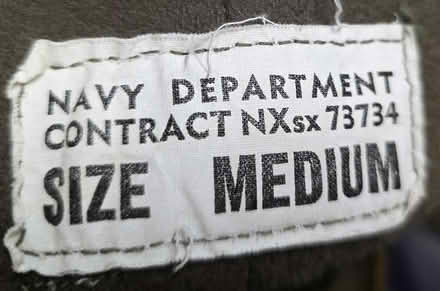 NAVY DEPARTMENT
CONTRACT NXsx 73734
SIZE MEDIUM